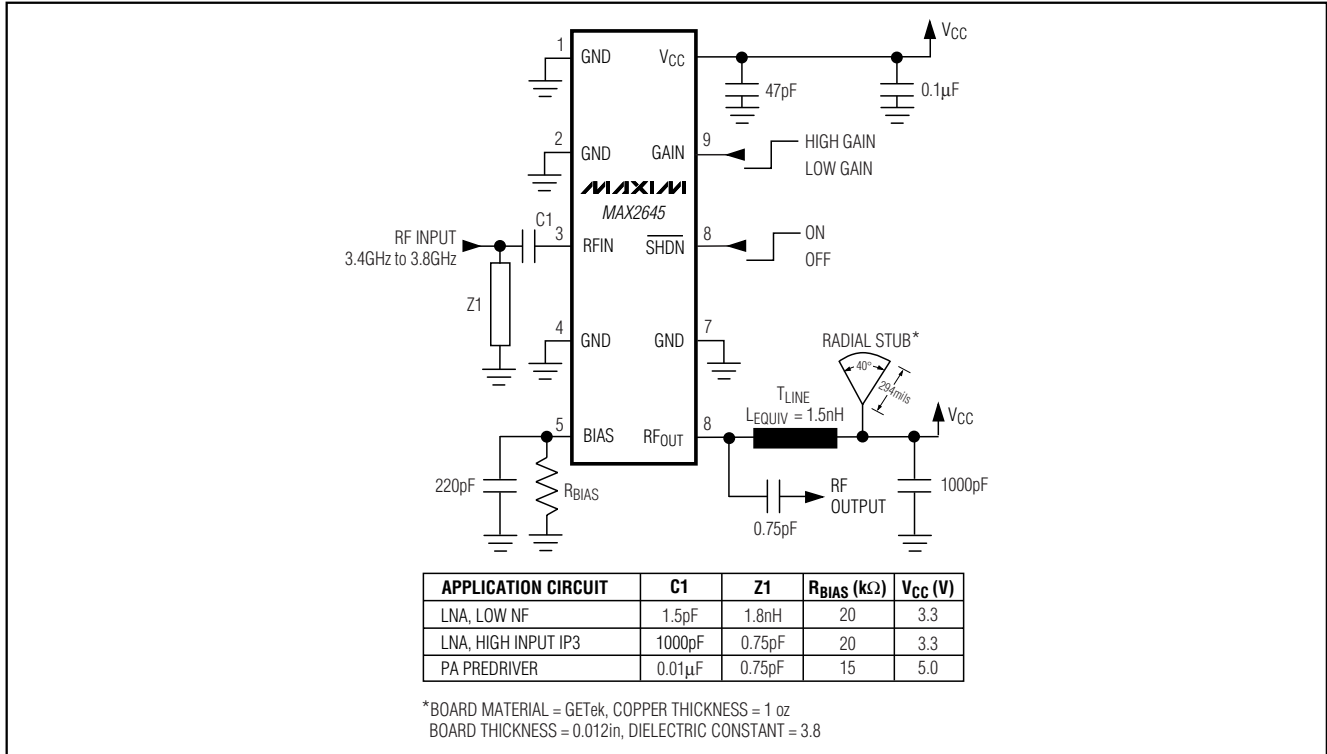 VCC
1
GND
VCC
47pF
0.1μF
2
GND
GAIN
9
HIGH GAIN
LOW GAIN
MAXIM
MAX2645
C1
RF INPUT
3.4GHz to 3.8GHz
3
RFIN
SHDN
8
ON
OFF
Z1
4
GND
GND
7
RADIAL STUB*
40°
294mils
TLINE
LEQUIV = 1.5nH
VCC
5
BIAS
RFOUT
8
220pF
RBIAS
RF
OUTPUT
0.75pF
1000pF
APPLICATION CIRCUIT C1 Z1 RBIAS (kΩ) VCC (V)
LNA, LOW NF 1.5pF 1.8nH 20 3.3
LNA, HIGH INPUT IP3 1000pF 0.75pF 20 3.3
PA PREDRIVER 0.01μF 0.75pF 15 5.0
*BOARD MATERIAL = GETek, COPPER THICKNESS = 1 oz
BOARD THICKNESS = 0.012in, DIELECTRIC CONSTANT = 3.8